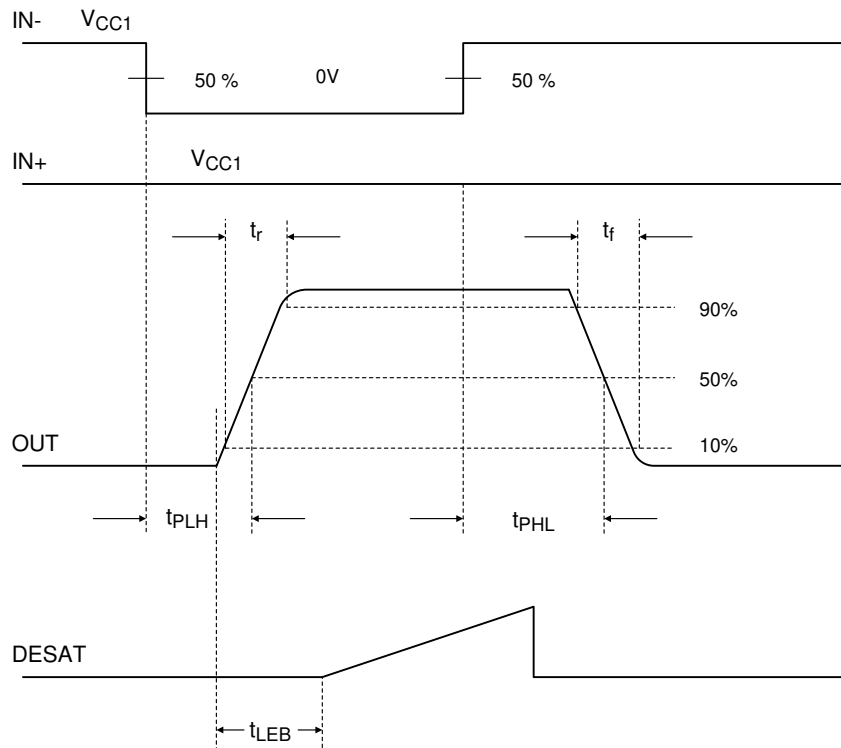 IN- VCC1
50 % 0V 50 %
IN+ VCC1
tr tf
90%
50%
OUT 10%
tPLH tPHL
DESAT
tLEB